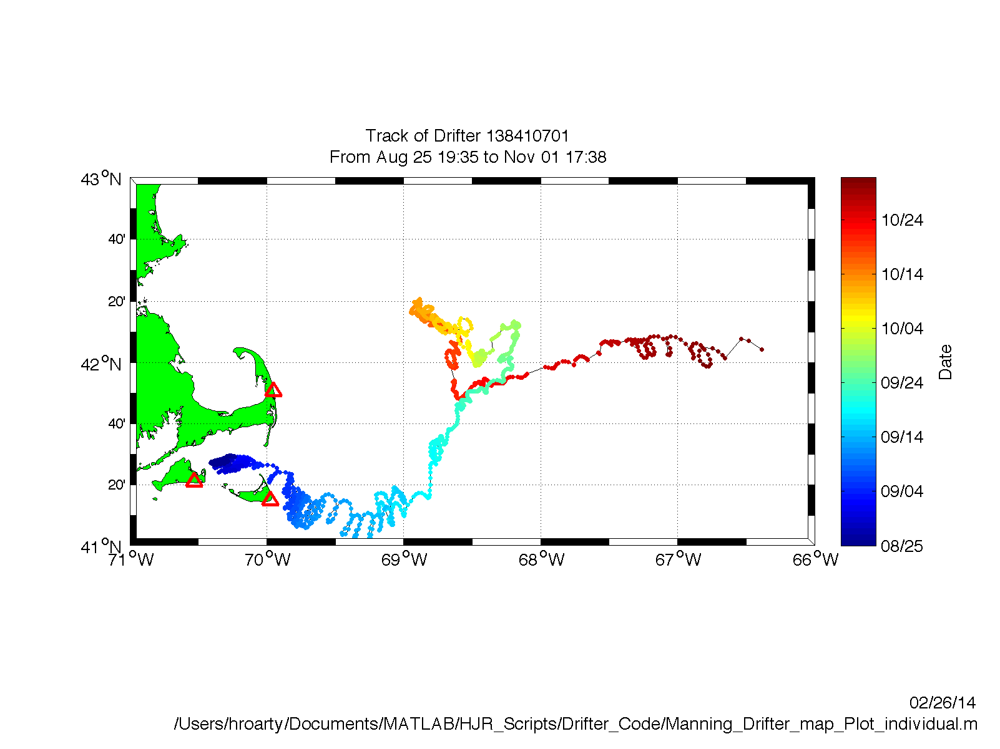 Track of Drifter 138410701
From Aug 25 19:35 to Nov 01 17:38
43°N
40'
20'
42°N
40'
20'
41°N
71°W
70°W
69°W
68°W
67°W
66°W
10/24
10/14
10/04
09/24
09/14
09/04
08/25
Date
02/26/14
/Users/hroarty/Documents/MATLAB/HJR_Scripts/Drifter_Code/Manning_Drifter_map_Plot_individual.m